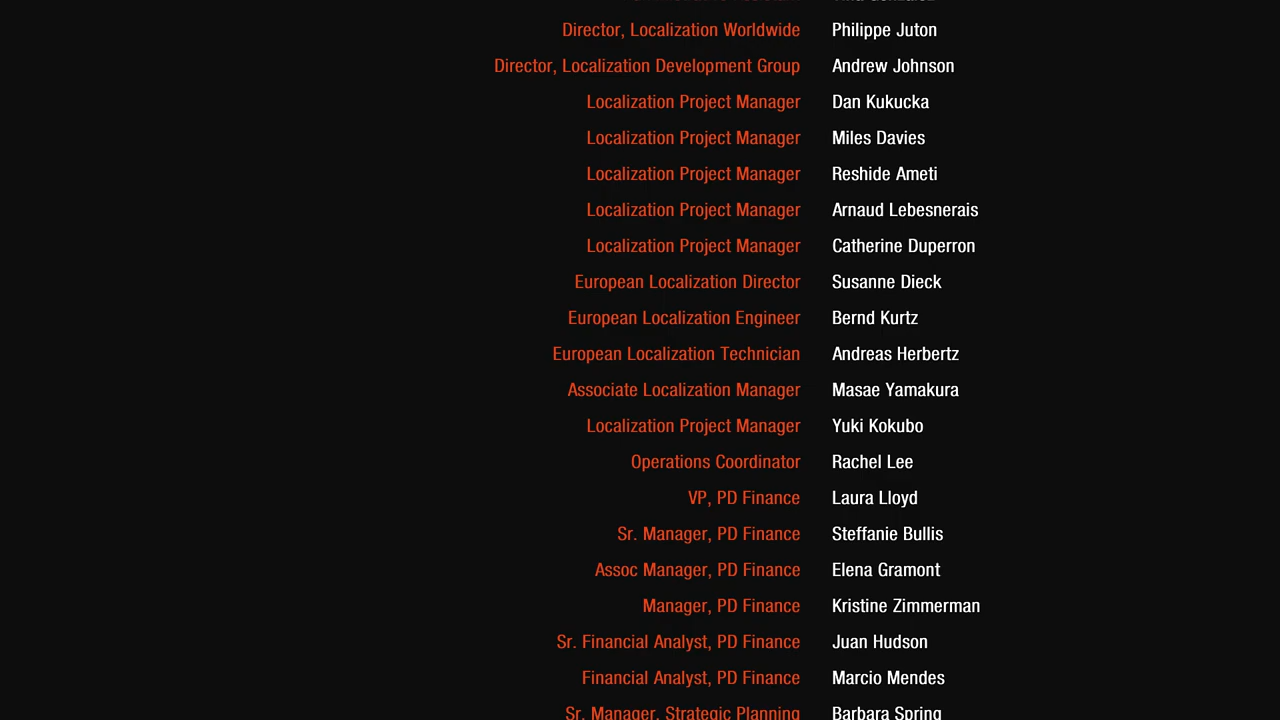 Director, Localization Worldwide Philippe Juton
Director, Localization Development Group Andrew Johnson
Localization Project Manager Dan Kukucka
Localization Project Manager Miles Davies
Localization Project Manager Reshide Ameti
Localization Project Manager Arnaud Lebesnerais
Localization Project Manager Catherine Duperron
European Localization Director Susanne Dieck
European Localization Engineer Bernd Kurtz
European Localization Technician Andreas Herbertz
Associate Localization Manager Masae Yamakura
Localization Project Manager Yuki Kokubo
Operations Coordinator Rachel Lee
VP, PD Finance Laura Lloyd
Sr. Manager, PD Finance Steffanie Bullis
Assoc Manager, PD Finance Elena Gramont
Manager, PD Finance Kristine Zimmerman
Sr. Financial Analyst, PD Finance Juan Hudson
Financial Analyst, PD Finance Marcio Mendes
Sr. Manager, Strategic Planning Barbara Spring